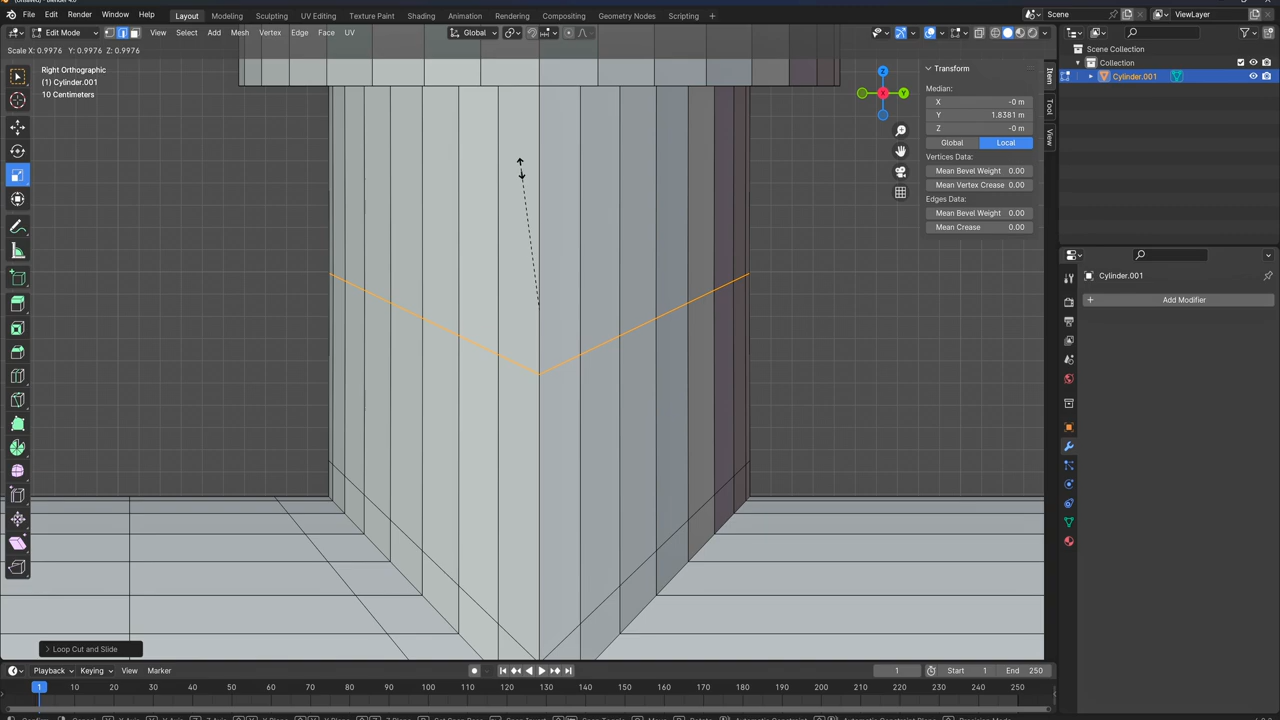 File Edit Render Window Help Layout Modeling Sculpting UV Editing Texture Paint Shading Animation Rendering Compositing Geometry Nodes Scripting + Scene ViewLayer
Edit Mode View Select Add Mesh Vertex Edge Face UV Global
Scale X: 0.9976 Y: 0.9976 Z: 0.9976
Right Orthographic
(1) Cylinder.001
10 Centimeters
Z
Y
X
Transform
Median:
X -0 m
Y 1.8381 m
Z -0 m
Global Local
Vertices Data:
Mean Bevel Weight 0.00
Mean Vertex Crease 0.00
Edges Data:
Mean Bevel Weight 0.00
Mean Crease 0.00
Item
Tool
View
Scene Collection
Collection
Cylinder.001
Cylinder.001
+ Add Modifier
> Loop Cut and Slide
Playback Keying View Marker 1 Start 1 End 250
1 10 20 30 40 50 60 70 80 90 100 110 120 130 140 150 160 170 180 190 200 210 220 230 240 250